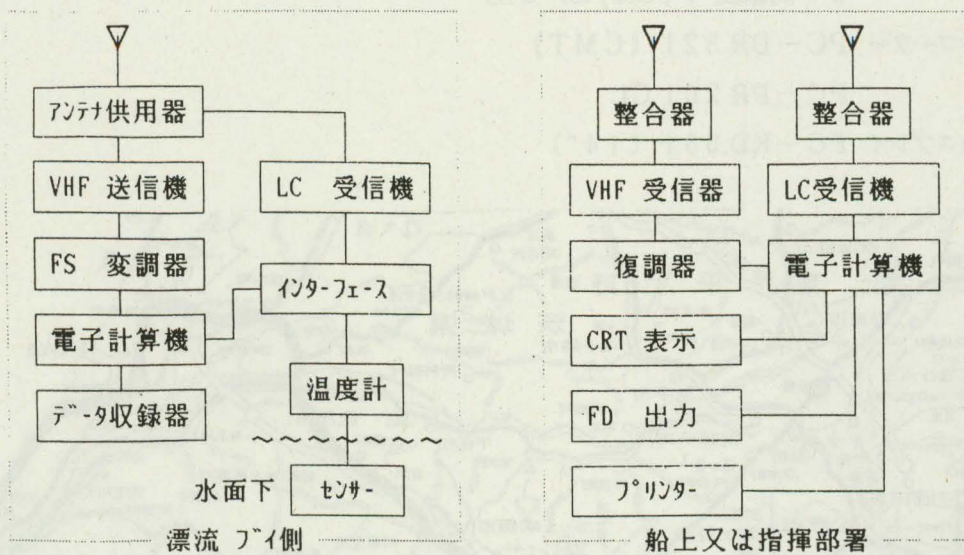 アンテナ供用器
VHF 送信機
LC 受信機
FS 変調器
インターフェース
電子計算機
温度計
データ収録器
水面下
センサー
漂流 ブイ側
整合器
整合器
VHF 受信器
LC受信機
復調器
電子計算機
CRT 表示
FD 出力
プリンター
船上又は指揮部署